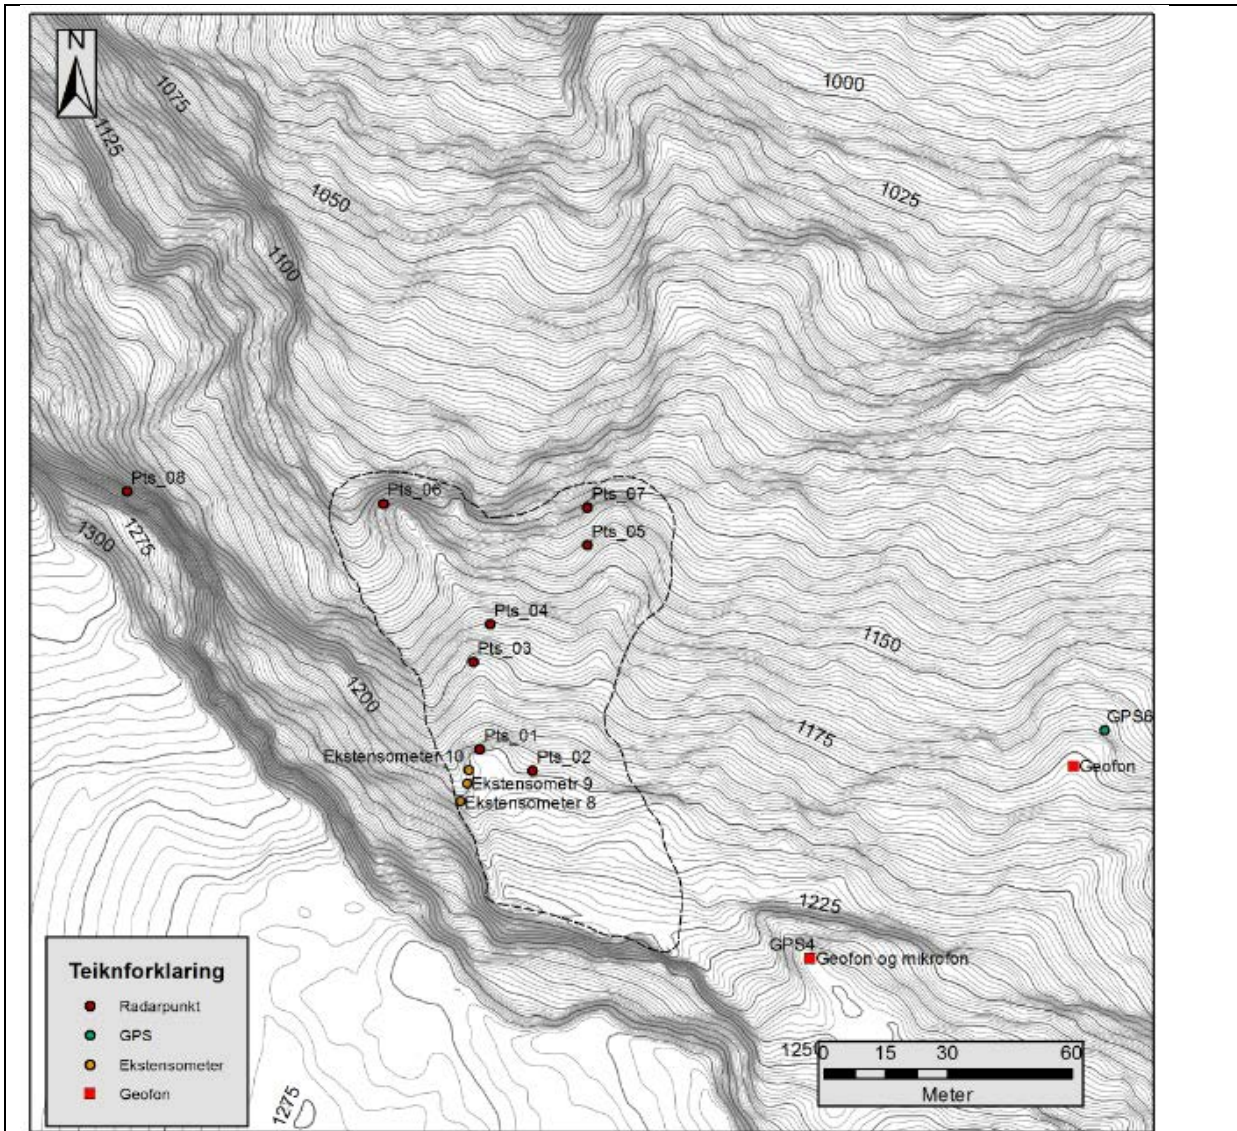 N
1000
1075
1125
1050
1025
1100
Pts_08
Pts_06
Pts_07
1300
1275
Pts_05
Pts_04
1150
Pts_03
1200
GPS6
Pts_01
1175
Ekstensometer 10
Pts_02
Geofon
Ekstensometr 9
Ekstensometer 8
1225
GPS4
Geofon og mikrofon
1250
0 15 30 60
Meter
1275
Teiknforklaring
Radarpunkt
GPS
Ekstensometer
Geofon